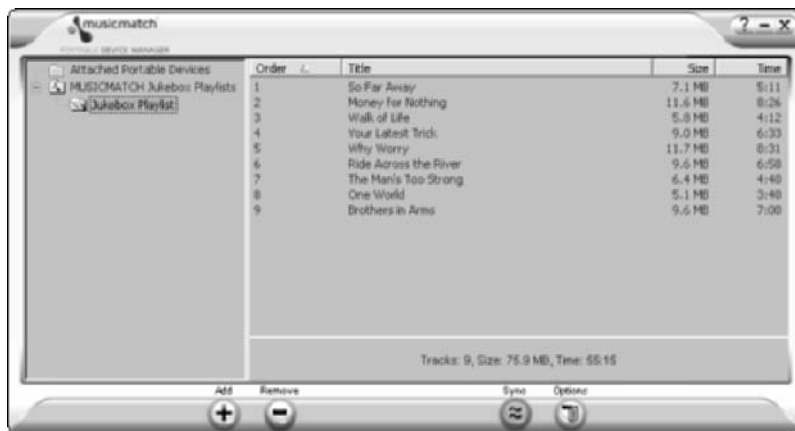 musicmatch
PORTABLE DEVICE MANAGER
? – X
Attached Portable Devices
MUSICMATCH Jukebox Playlists
Jukebox Playlist
Order Title Size Time
1 So Far Away 7.1 MB 5:11
2 Money for Nothing 11.6 MB 8:26
3 Walk of Life 5.8 MB 4:12
4 Your Latest Trick 9.0 MB 6:33
5 Why Worry 11.7 MB 8:31
6 Ride Across the River 9.6 MB 6:58
7 The Man's Too Strong 6.4 MB 4:40
8 One World 5.1 MB 3:40
9 Brothers in Arms 9.6 MB 7:00
Tracks: 9, Size: 75.9 MB, Time: 55:15
Add Remove Sync Options